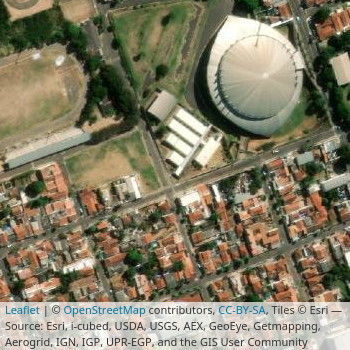 Leaflet | © OpenStreetMap contributors, CC-BY-SA, Tiles © Esri —
Source: Esri, i-cubed, USDA, USGS, AEX, GeoEye, Getmapping,
Aerogrid, IGN, IGP, UPR-EGP, and the GIS User Community